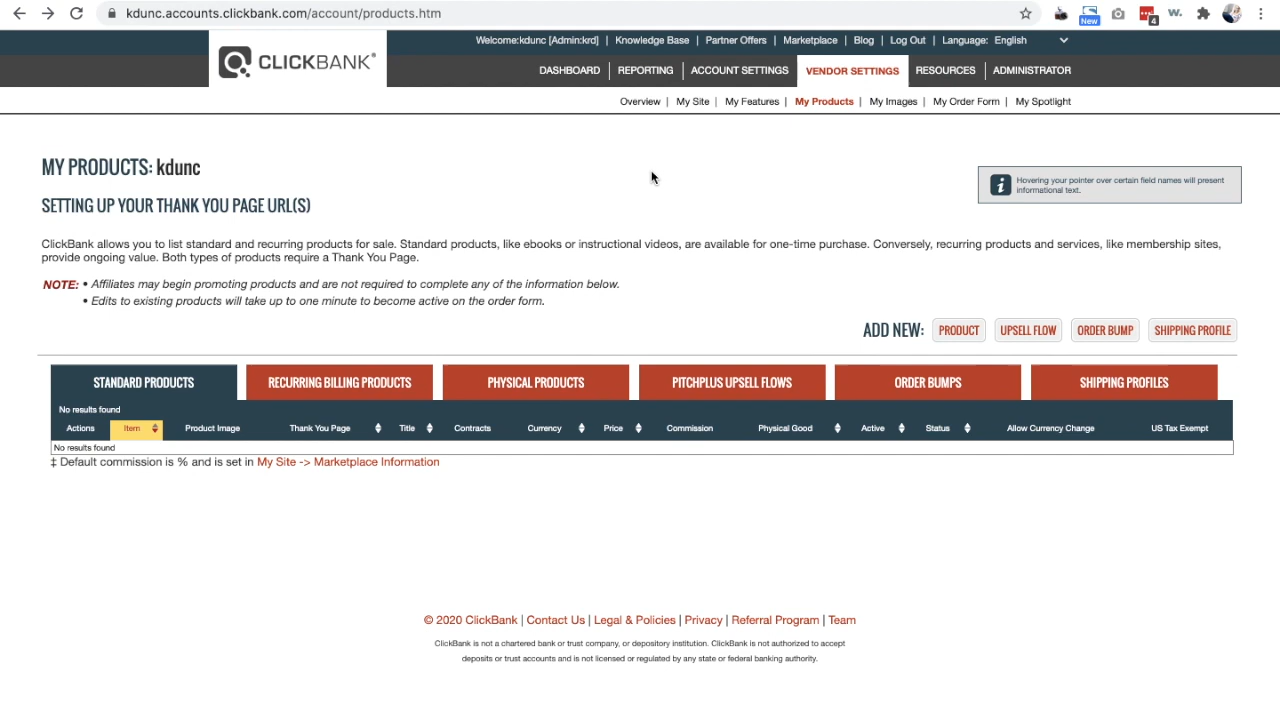 kdunc.accounts.clickbank.com/account/products.htm
New
4
W.
CLICKBANK®
Welcome:kdunc [Admin:krd] | Knowledge Base | Partner Offers | Marketplace | Blog | Log Out | Language: English
DASHBOARD | REPORTING | ACCOUNT SETTINGS VENDOR SETTINGS RESOURCES | ADMINISTRATOR
Overview | My Site | My Features | My Products | My Images | My Order Form | My Spotlight
MY PRODUCTS: kdunc
Hovering your pointer over certain field names will present
informational text.
SETTING UP YOUR THANK YOU PAGE URL(S)
ClickBank allows you to list standard and recurring products for sale. Standard products, like ebooks or instructional videos, are available for one-time purchase. Conversely, recurring products and services, like membership sites,
provide ongoing value. Both types of products require a Thank You Page.
NOTE: • Affiliates may begin promoting products and are not required to complete any of the information below.
• Edits to existing products will take up to one minute to become active on the order form.
ADD NEW: PRODUCT UPSELL FLOW ORDER BUMP SHIPPING PROFILE
STANDARD PRODUCTS RECURRING BILLING PRODUCTS PHYSICAL PRODUCTS PITCHPLUS UPSELL FLOWS ORDER BUMPS SHIPPING PROFILES
No results found
Actions Item Product Image Thank You Page Title Contracts Currency Price Commission Physical Good Active Status Allow Currency Change US Tax Exempt
No results found
‡ Default commission is % and is set in My Site -> Marketplace Information
© 2020 ClickBank | Contact Us | Legal & Policies | Privacy | Referral Program | Team
ClickBank is not a chartered bank or trust company, or depository institution. ClickBank is not authorized to accept
deposits or trust accounts and is not licensed or regulated by any state or federal banking authority.